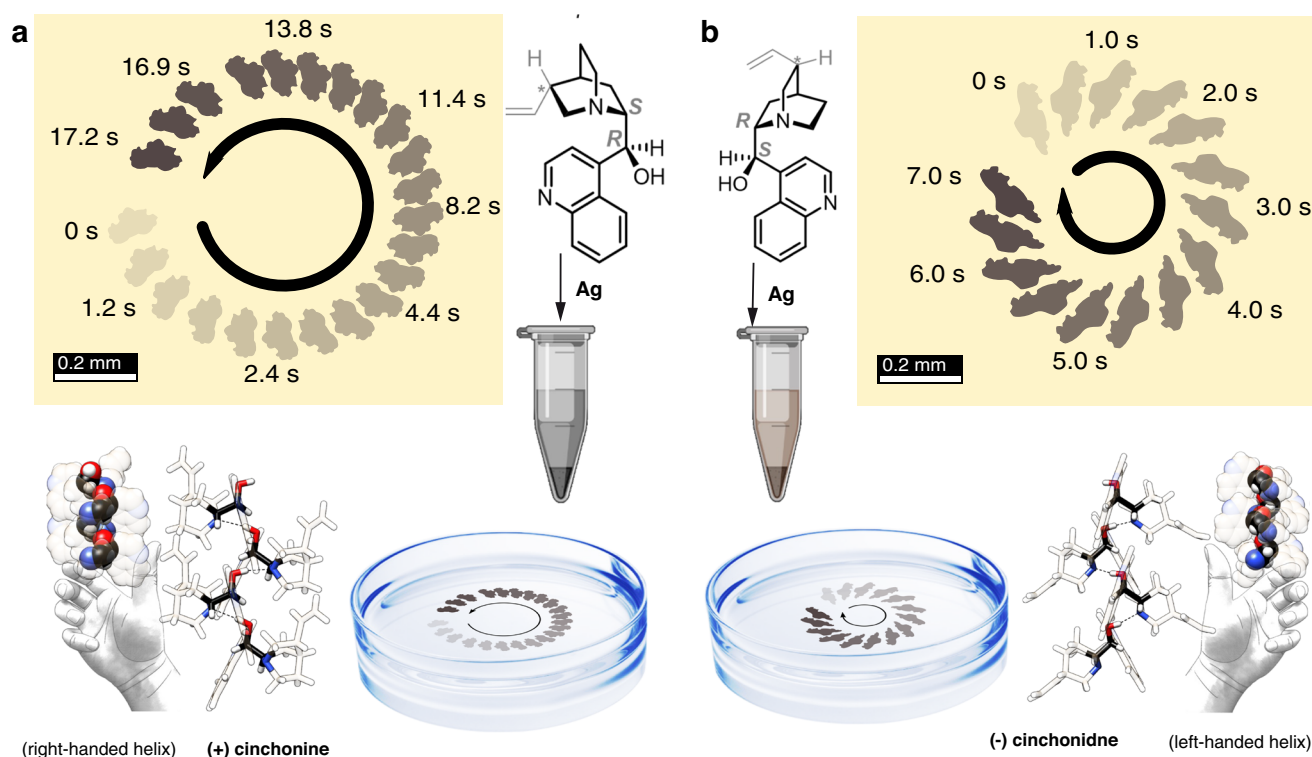 a
13.8 s
16.9 s
11.4 s
17.2 s
8.2 s
0 s
1.2 s
4.4 s
2.4 s
0.2 mm
H
*
N
S
R
H
OH
N
Ag
b
1.0 s
0 s
2.0 s
7.0 s
3.0 s
6.0 s
4.0 s
5.0 s
0.2 mm
* H
R N
H S
HO
N
Ag
(right-handed helix) (+) cinchonine
(-) cinchonidne (left-handed helix)